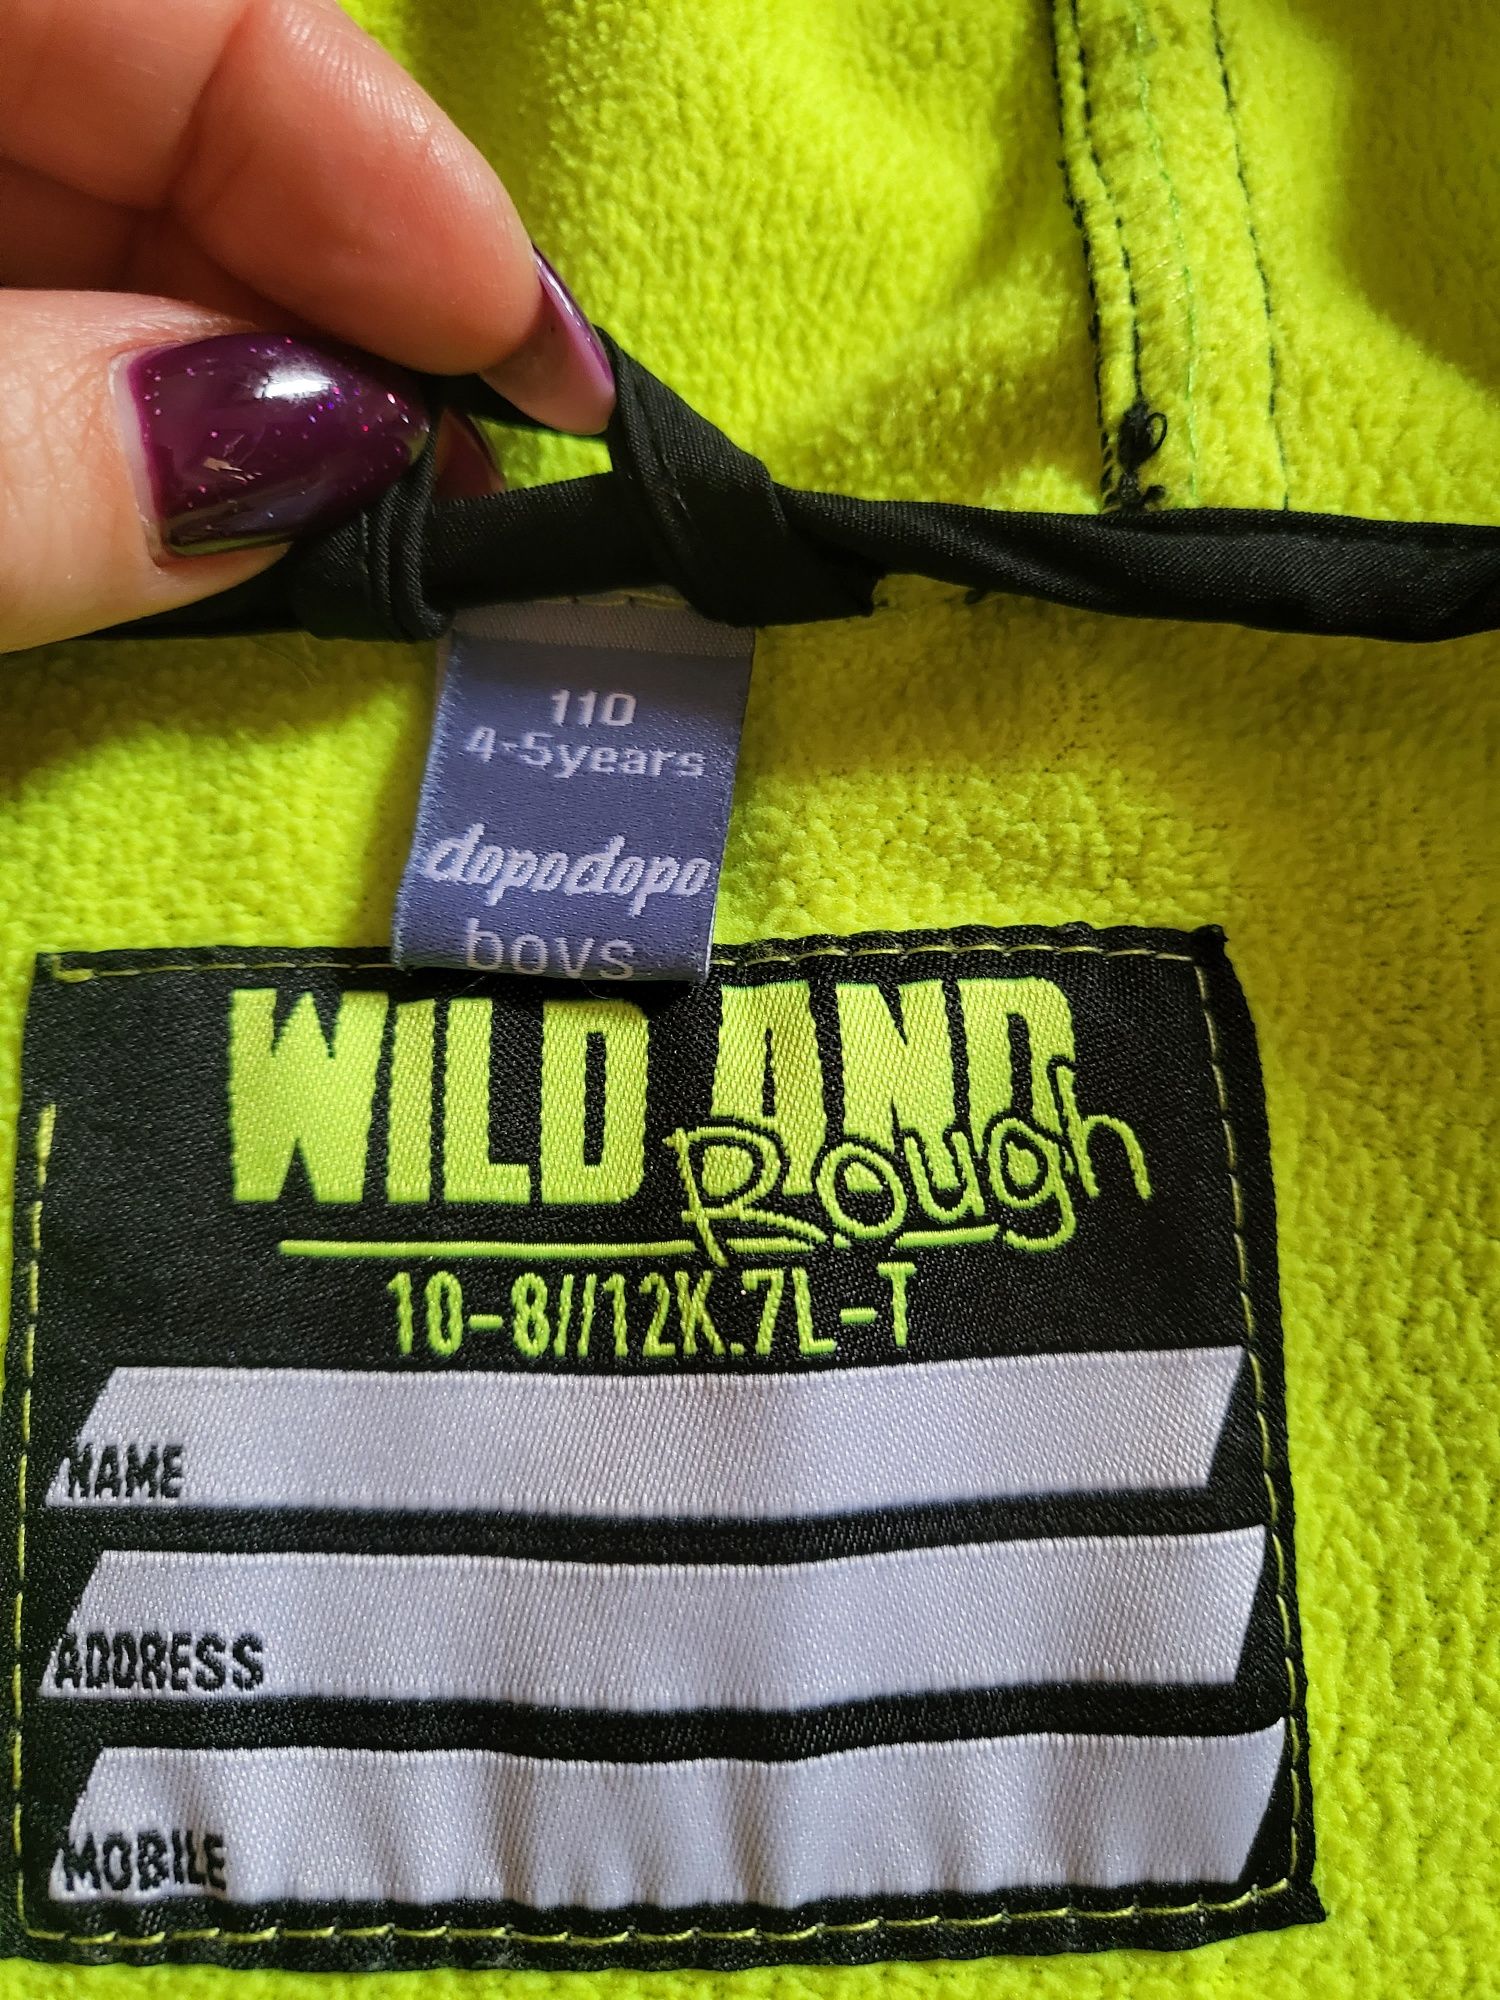 110
4-5years
dopodopo
boys
WILD AND
Rough
10-8//12K.7L-T
NAME
ADDRESS
MOBILE